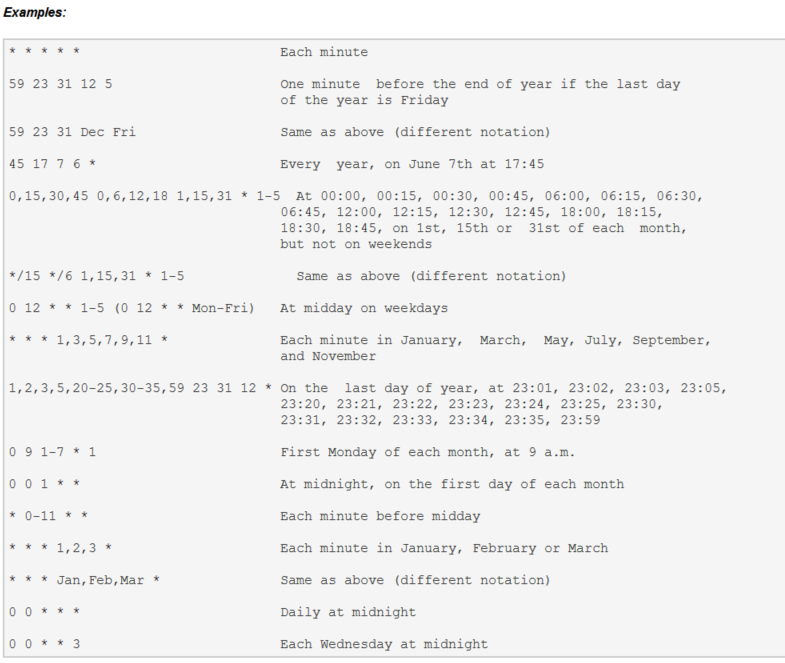 Examples:
* * * * * Each minute
59 23 31 12 5 One minute  before the end of year if the last day
of the year is Friday
59 23 31 Dec Fri Same as above (different notation)
45 17 7 6 * Every  year, on June 7th at 17:45
0,15,30,45 0,6,12,18 1,15,31 * 1-5  At 00:00, 00:15, 00:30, 00:45, 06:00, 06:15, 06:30,
06:45, 12:00, 12:15, 12:30, 12:45, 18:00, 18:15,
18:30, 18:45, on 1st, 15th or  31st of each  month,
but not on weekends
*/15 */6 1,15,31 * 1-5 Same as above (different notation)
0 12 * * 1-5 (0 12 * * Mon-Fri) At midday on weekdays
* * * 1,3,5,7,9,11 * Each minute in January,  March,  May, July, September,
and November
1,2,3,5,20-25,30-35,59 23 31 12 * On the  last day of year, at 23:01, 23:02, 23:03, 23:05,
23:20, 23:21, 23:22, 23:23, 23:24, 23:25, 23:30,
23:31, 23:32, 23:33, 23:34, 23:35, 23:59
0 9 1-7 * 1 First Monday of each month, at 9 a.m.
0 0 1 * * At midnight, on the first day of each month
* 0-11 * * Each minute before midday
* * * 1,2,3 * Each minute in January, February or March
* * * Jan,Feb,Mar * Same as above (different notation)
0 0 * * * Daily at midnight
0 0 * * 3 Each Wednesday at midnight